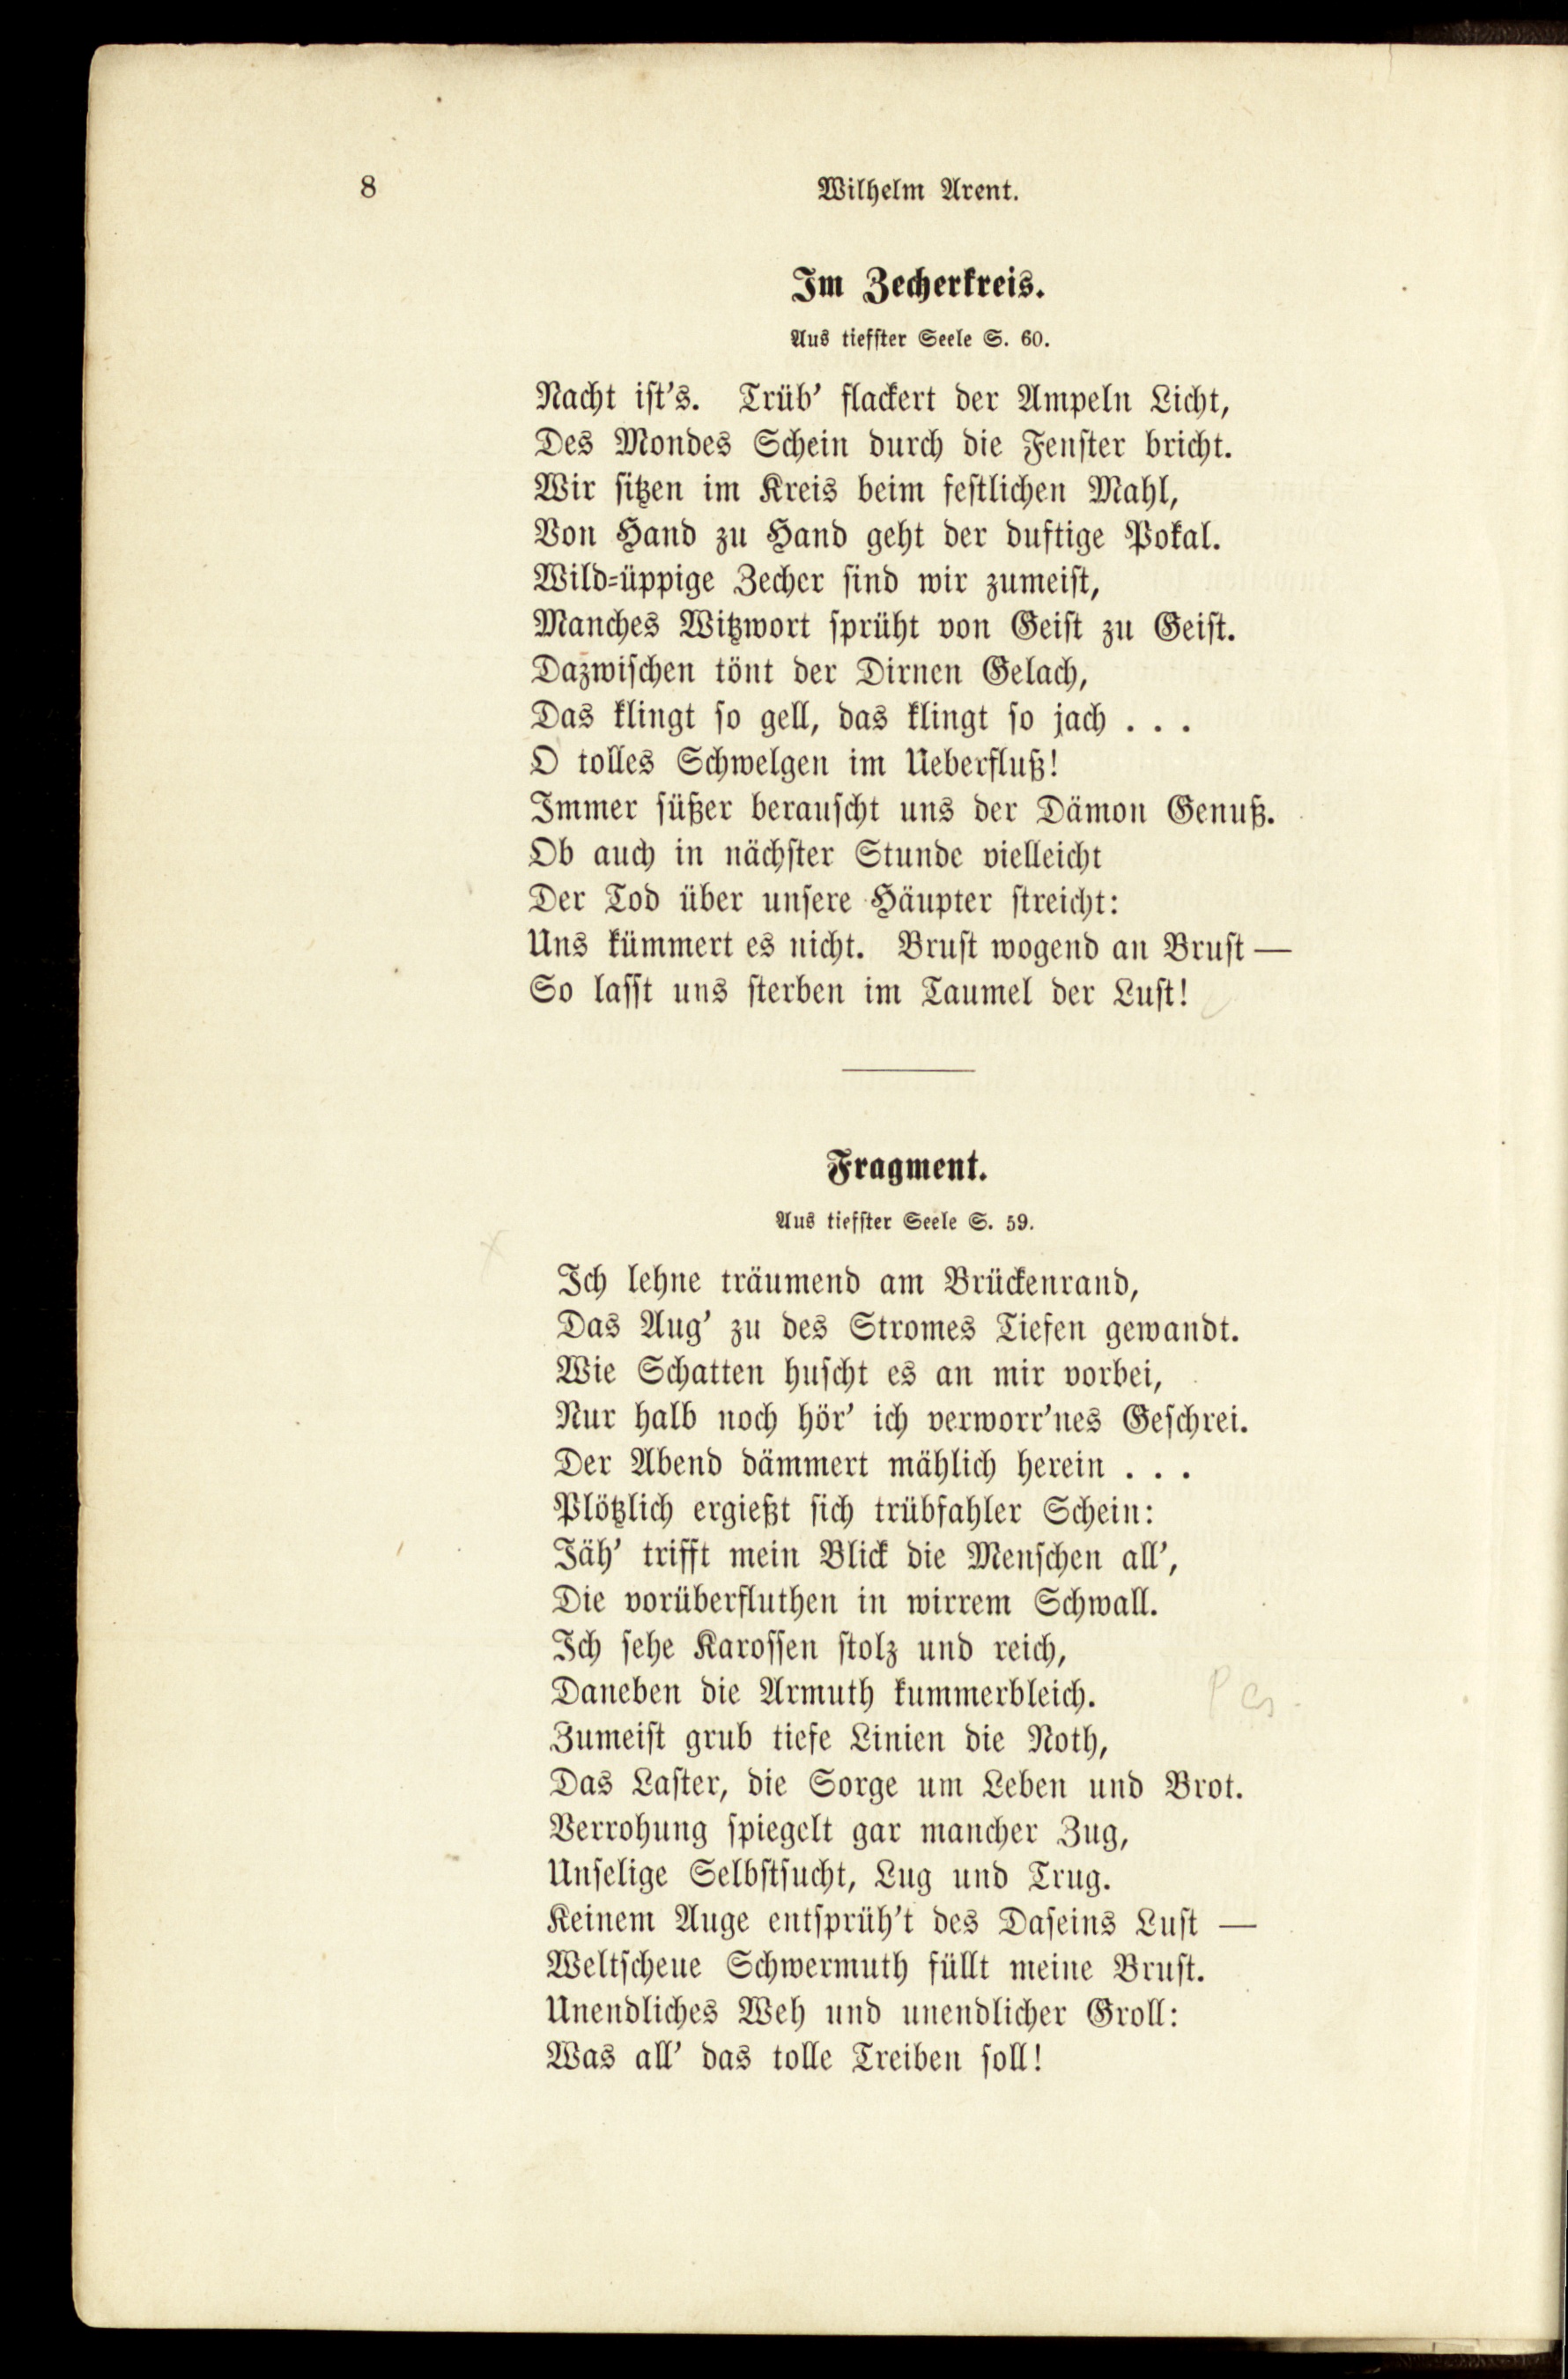 8
Wilhelm Arent.
Im Zecherkreis.
Aus tiefster Seele S. 60.
Nacht ist's. Trüb' flackert der Ampeln Licht,
Des Mondes Schein durch die Fenster bricht.
Wir sitzen im Kreis beim festlichen Mahl,
Von Hand zu Hand geht der duftige Pokal.
Wild-üppige Zecher sind wir zumeist,
Manches Witzwort sprüht von Geist zu Geist.
Dazwischen tönt der Dirnen Gelach,
Das klingt so gell, das klingt so jach . . .
O tolles Schwelgen im Ueberfluß!
Immer süßer berauscht uns der Dämon Genuß.
Ob auch in nächster Stunde vielleicht
Der Tod über unsere Häupter streicht:
Uns kümmert es nicht. Brust wogend an Brust —
So lasst uns sterben im Taumel der Lust!
Fragment.
Aus tiefster Seele S. 59.
Ich lehne träumend am Brückenrand,
Das Aug' zu des Stromes Tiefen gewandt.
Wie Schatten huscht es an mir vorbei,
Nur halb noch hör' ich verworr'nes Geschrei.
Der Abend dämmert mählich herein . . .
Plötzlich ergießt sich trübfahler Schein:
Jäh' trifft mein Blick die Menschen all',
Die vorüberfluthen in wirrem Schwall.
Ich sehe Karossen stolz und reich,
Daneben die Armuth kummerbleich.
Zumeist grub tiefe Linien die Noth,
Das Laster, die Sorge um Leben und Brot.
Verrohung spiegelt gar mancher Zug,
Unselige Selbstsucht, Lug und Trug.
Keinem Auge entsprüh't des Daseins Lust —
Weltscheue Schwermuth füllt meine Brust.
Unendliches Weh und unendlicher Groll:
Was all' das tolle Treiben soll!